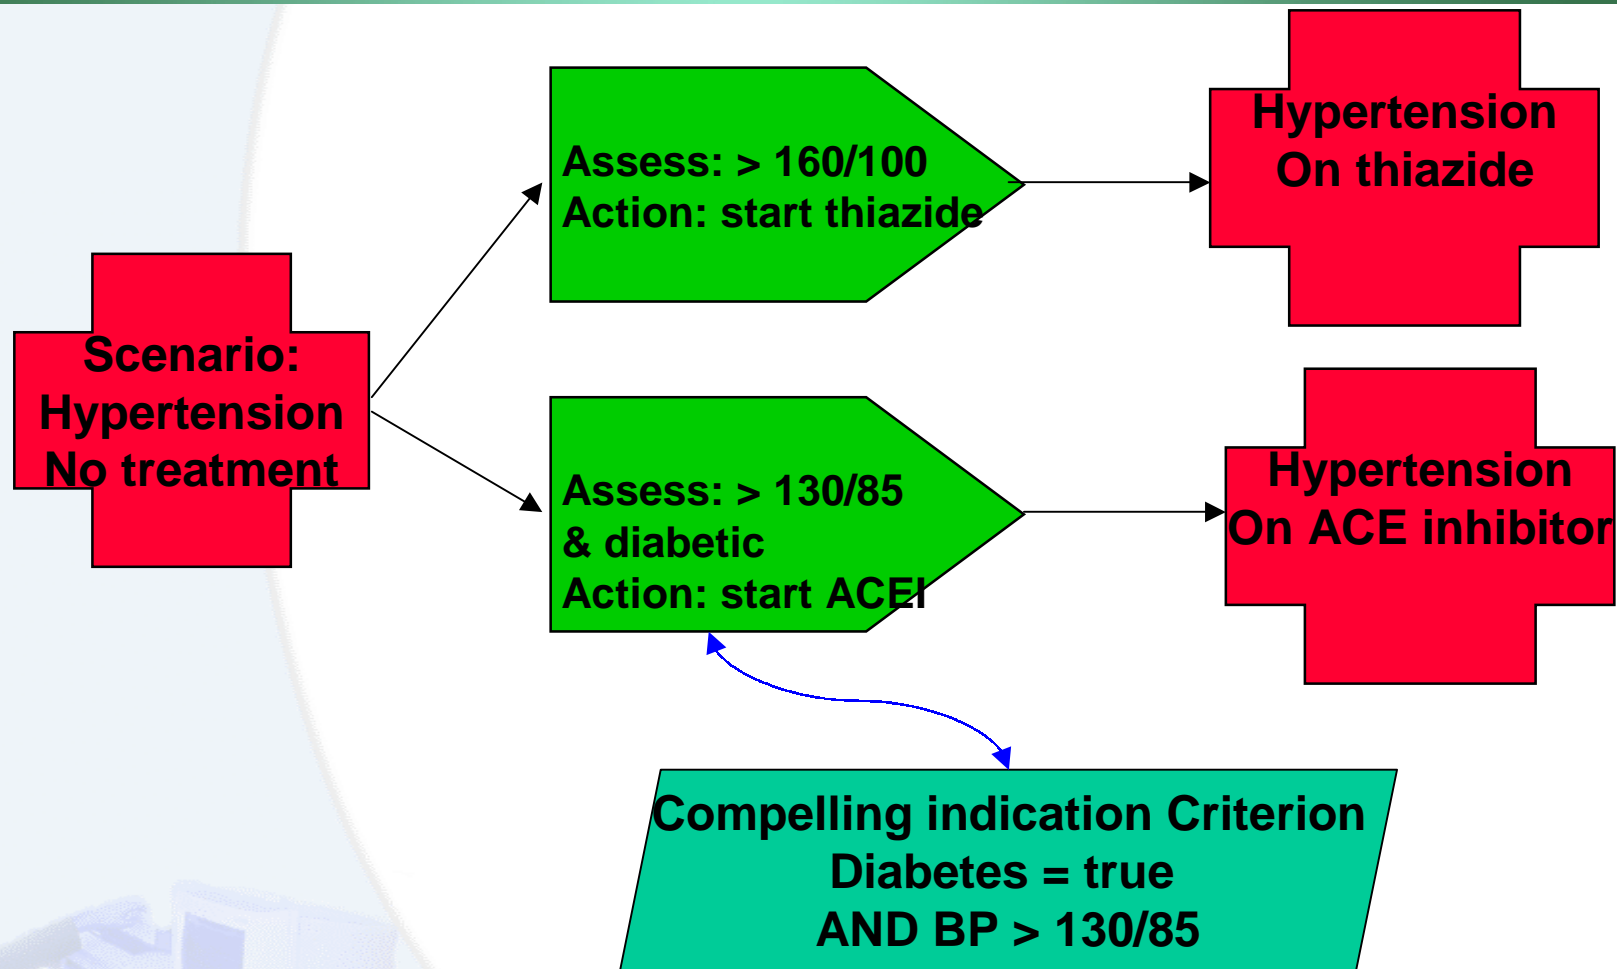 Scenario:
Hypertension
No treatment
Assess: > 160/100
Action: start thiazide
Hypertension
On thiazide
Assess: > 130/85
& diabetic
Action: start ACEI
Hypertension
On ACE inhibitor
Compelling indication Criterion
Diabetes = true
AND BP > 130/85